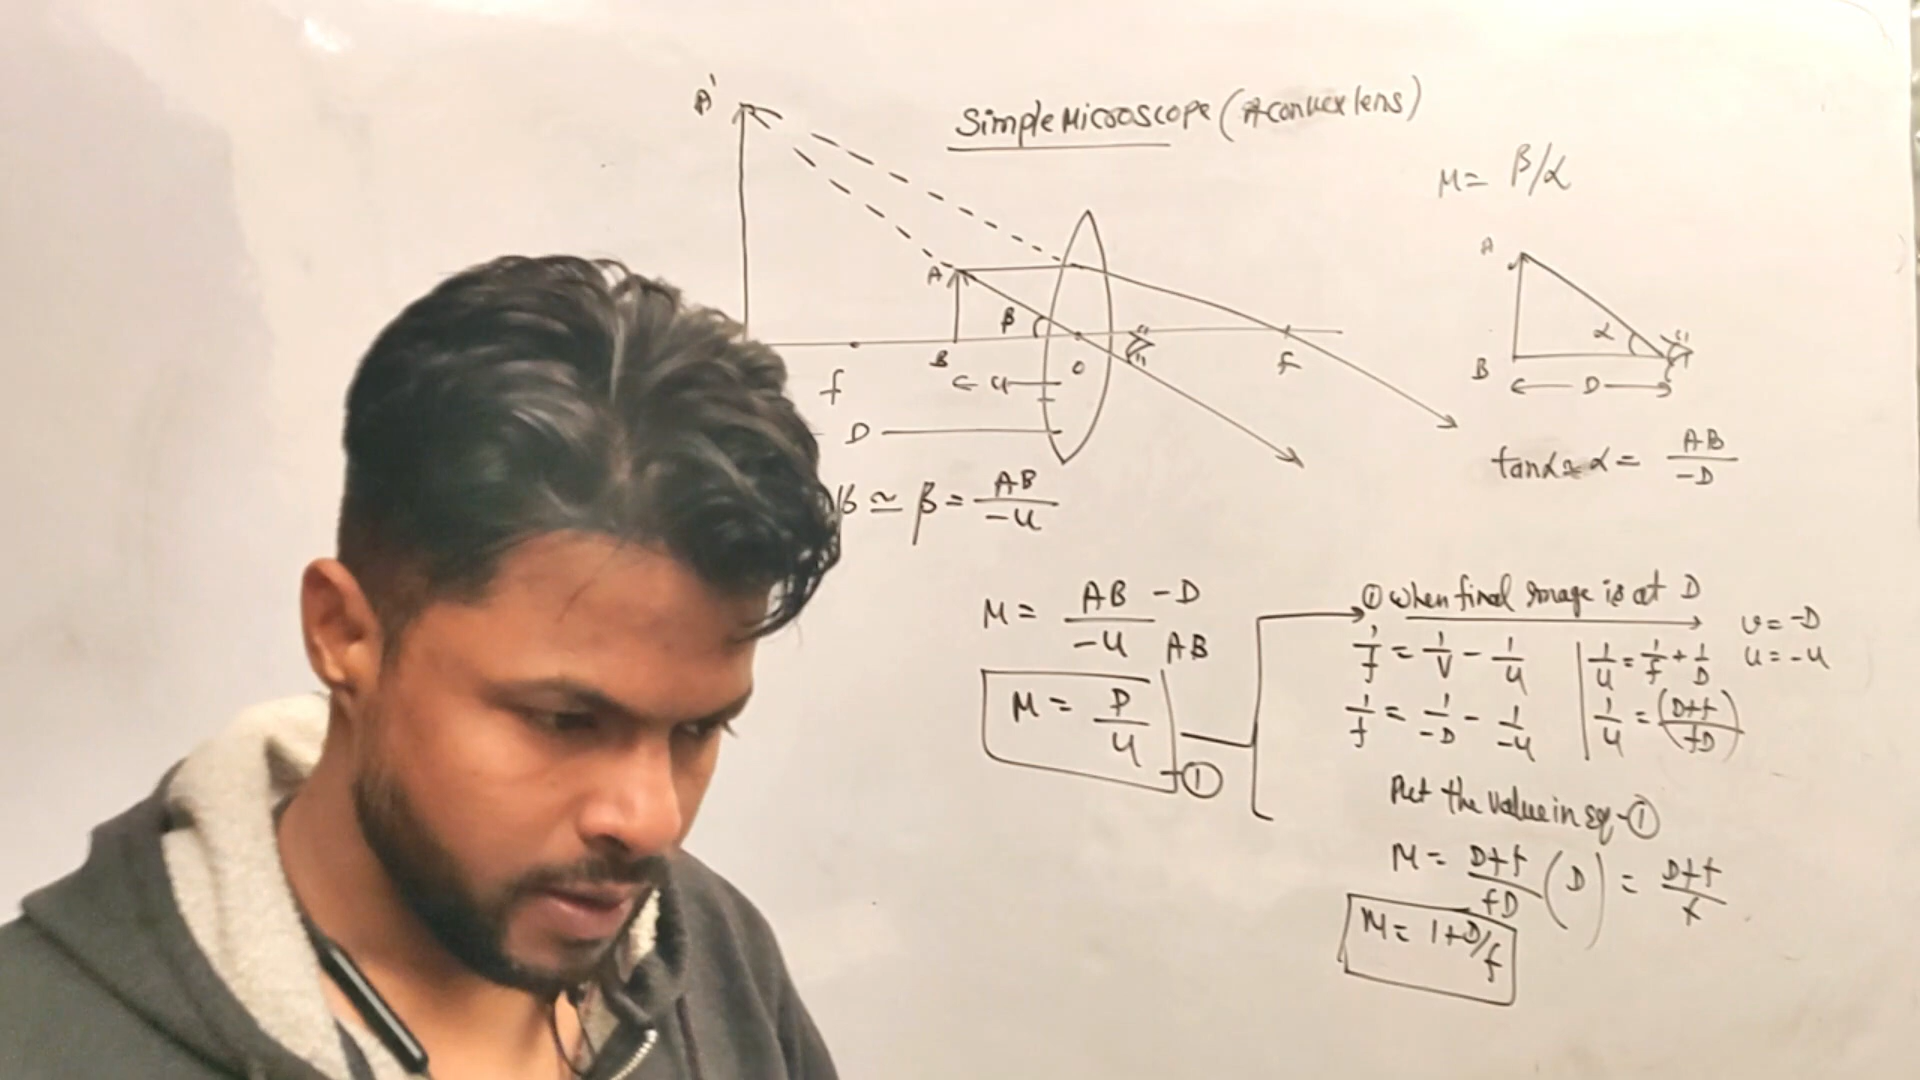 Simple Microscope (A convex lens)
A'
M = β/α
A
β
B
O
F
f
← u
D
A
α
B
← D →
tanα ≈ α = AB/-D
β ≃ β = AB/-u
M = AB/-u -D/AB
M = D/u
①
① when final image is at D
v = -D
u = -u
1/f = 1/v - 1/u
1/u = 1/f + 1/D
1/f = 1/-D - 1/-u
1/u = (D+f)/fD
Put the value in eq-①
M = D+f/fD (D) = D+f/f
M = 1+D/f